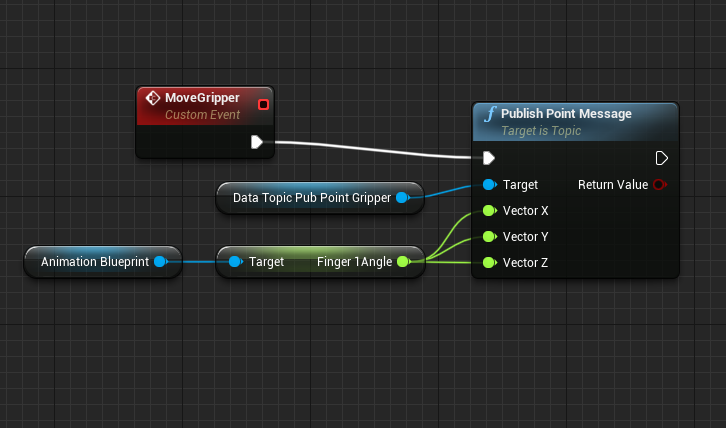 MoveGripper
Custom Event
f Publish Point Message
Target is Topic
Data Topic Pub Point Gripper
Target
Return Value
Vector X
Vector Y
Vector Z
Animation Blueprint
Target
Finger 1Angle